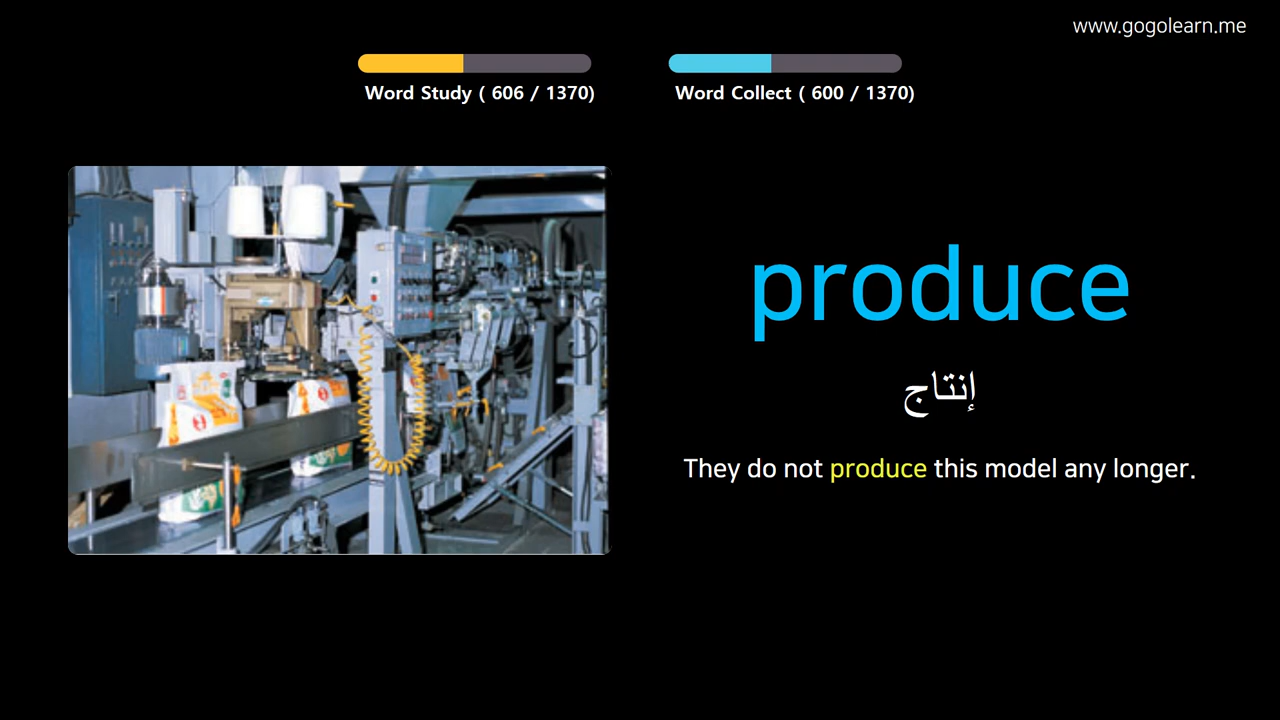 www.gogolearn.me
Word Study ( 606 / 1370)
Word Collect ( 600 / 1370)
produce
إنتاج
They do not produce this model any longer.